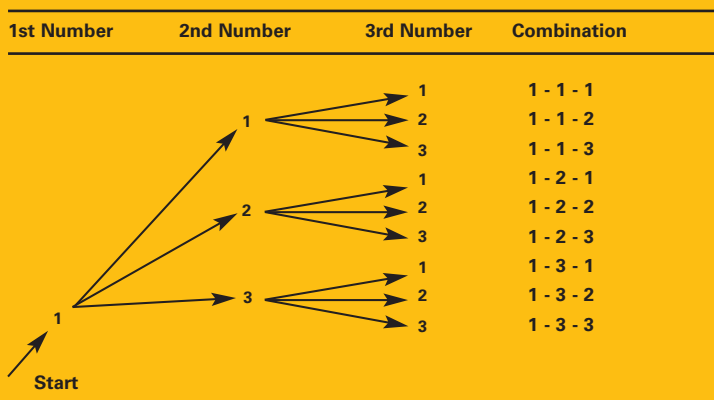 1st Number 2nd Number 3rd Number Combination
1 1 - 1 - 1
1 2 1 - 1 - 2
3 1 - 1 - 3
1 1 - 2 - 1
2 2 1 - 2 - 2
3 1 - 2 - 3
1 1 - 3 - 1
3 2 1 - 3 - 2
1 3 1 - 3 - 3
Start